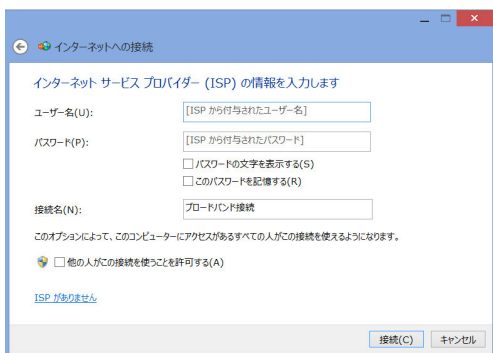 インターネットへの接続
インターネット サービス プロバイダー (ISP) の情報を入力します
ユーザー名(U):
[ISP から付与されたユーザー名]
パスワード(P):
[ISP から付与されたパスワード]
パスワードの文字を表示する(S)
このパスワードを記憶する(R)
接続名(N):
ブロードバンド接続
このオプションによって、このコンピューターにアクセスがあるすべての人がこの接続を使えるようになります。
他の人がこの接続を使うことを許可する(A)
ISP がありません
接続(C)
キャンセル